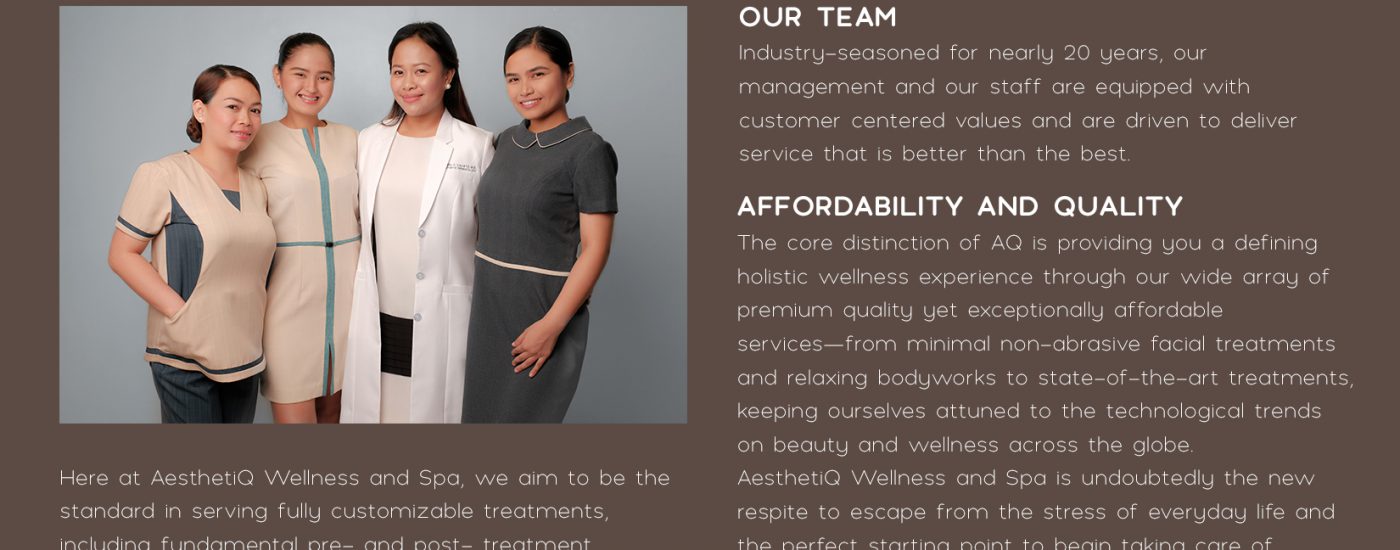 OUR TEAM
Industry-seasoned for nearly 20 years, our
management and our staff are equipped with
customer centered values and are driven to deliver
service that is better than the best.
AFFORDABILITY AND QUALITY
The core distinction of AQ is providing you a defining
holistic wellness experience through our wide array of
premium quality yet exceptionally affordable
services—from minimal non-abrasive facial treatments
and relaxing bodyworks to state-of-the-art treatments,
keeping ourselves attuned to the technological trends
on beauty and wellness across the globe.
AesthetiQ Wellness and Spa is undoubtedly the new
respite to escape from the stress of everyday life and
the perfect starting point to begin taking care of
Here at AesthetiQ Wellness and Spa, we aim to be the
standard in serving fully customizable treatments,
including fundamental pre- and post- treatment